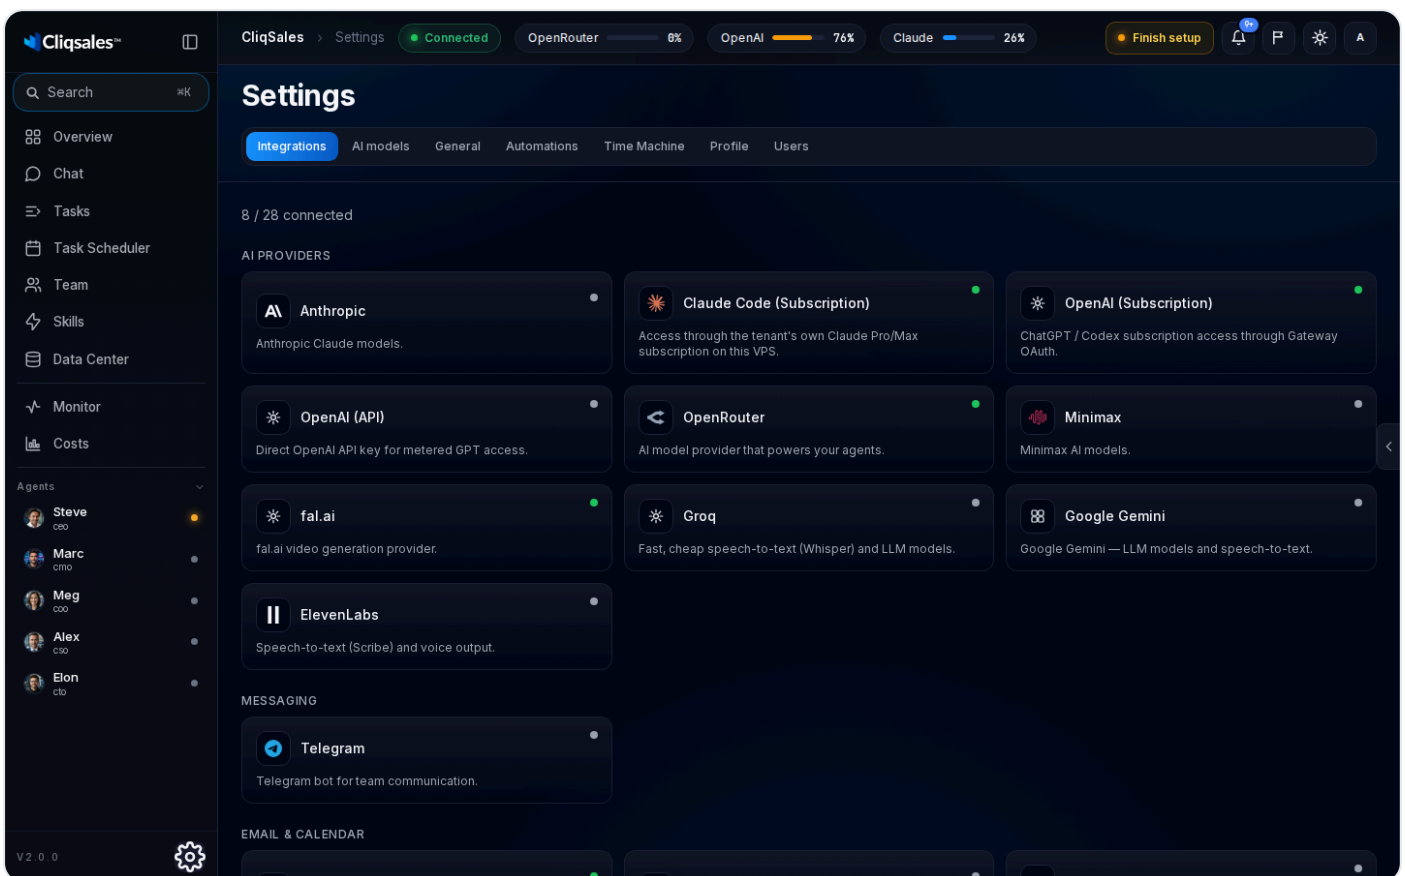 Cliqsales™
Search ⌘K
Overview
Chat
Tasks
Task Scheduler
Team
Skills
Data Center
Monitor
Costs
Agents
Steve
ceo
Marc
cmo
Meg
coo
Alex
cso
Elon
cto
V2.0.0
CliqSales › Settings
Connected
OpenRouter 0%
OpenAI 76%
Claude 26%
Finish setup
9+
A
Settings
Integrations AI models General Automations Time Machine Profile Users
8 / 28 connected
AI PROVIDERS
Anthropic
Anthropic Claude models.
Claude Code (Subscription)
Access through the tenant's own Claude Pro/Max
subscription on this VPS.
OpenAI (Subscription)
ChatGPT / Codex subscription access through Gateway
OAuth.
OpenAI (API)
Direct OpenAI API key for metered GPT access.
OpenRouter
AI model provider that powers your agents.
Minimax
Minimax AI models.
fal.ai
fal.ai video generation provider.
Groq
Fast, cheap speech-to-text (Whisper) and LLM models.
Google Gemini
Google Gemini — LLM models and speech-to-text.
ElevenLabs
Speech-to-text (Scribe) and voice output.
MESSAGING
Telegram
Telegram bot for team communication.
EMAIL & CALENDAR